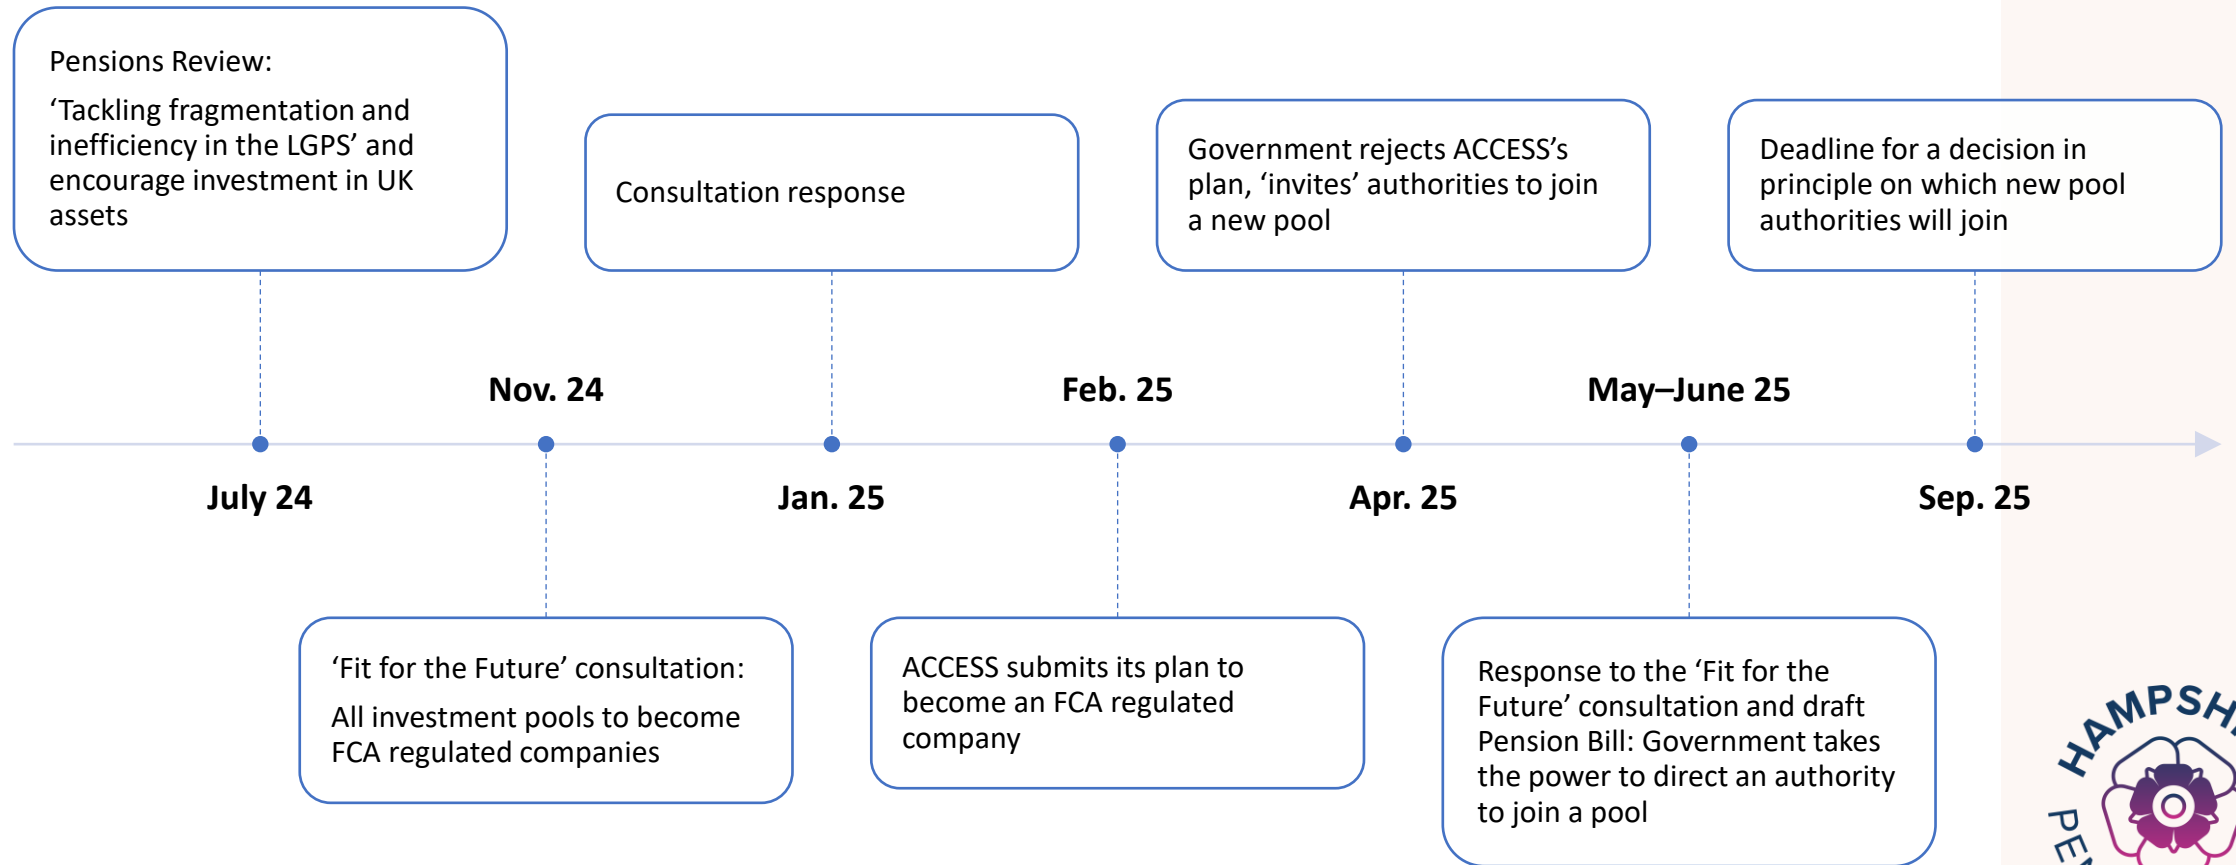 Pensions Review:
‘Tackling fragmentation and
inefficiency in the LGPS’ and
encourage investment in UK
assets
Consultation response
Government rejects ACCESS’s
plan, ‘invites’ authorities to join
a new pool
Deadline for a decision in
principle on which new pool
authorities will join
Nov. 24
Feb. 25
May–June 25
July 24
Jan. 25
Apr. 25
Sep. 25
‘Fit for the Future’ consultation:
All investment pools to become
FCA regulated companies
ACCESS submits its plan to
become an FCA regulated
company
Response to the ‘Fit for the
Future’ consultation and draft
Pension Bill: Government takes
the power to direct an authority
to join a pool